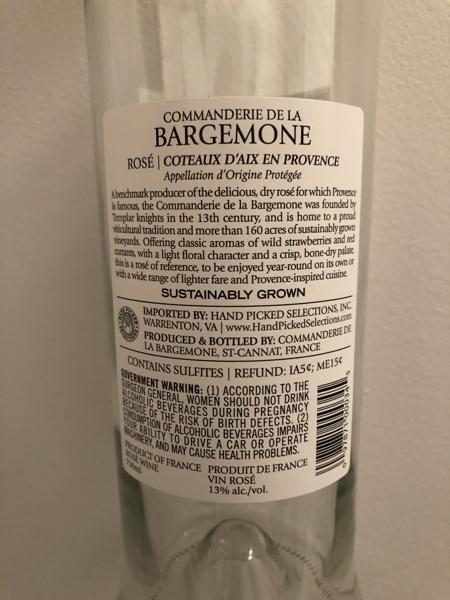 COMMANDERIE DE LA
BARGEMONE
ROSÉ | COTEAUX D'AIX EN PROVENCE
Appellation d'Origine Protégée
A benchmark producer of the delicious, dry rosé for which Provence
is famous, the Commanderie de la Bargemone was founded by
Templar knights in the 13th century, and is home to a proud
viticultural tradition and more than 160 acres of sustainably grown
vineyards. Offering classic aromas of wild strawberries and red
currants, with a light floral character and a crisp, bone-dry palate,
this is a rosé of reference, to be enjoyed year-round on its own or
with a wide range of lighter fare and Provence-inspired cuisine.
SUSTAINABLY GROWN
IMPORTED BY: HAND PICKED SELECTIONS, INC.
WARRENTON, VA | www.HandPickedSelections.com
PRODUCED & BOTTLED BY: COMMANDERIE DE
LA BARGEMONE, ST-CANNAT, FRANCE
CONTAINS SULFITES | REFUND: IA5¢; ME15¢
GOVERNMENT WARNING: (1) ACCORDING TO THE
SURGEON GENERAL, WOMEN SHOULD NOT DRINK
ALCOHOLIC BEVERAGES DURING PREGNANCY
BECAUSE OF THE RISK OF BIRTH DEFECTS. (2)
CONSUMPTION OF ALCOHOLIC BEVERAGES IMPAIRS
YOUR ABILITY TO DRIVE A CAR OR OPERATE
MACHINERY, AND MAY CAUSE HEALTH PROBLEMS.
PRODUCT OF FRANCE PRODUIT DE FRANCE
ROSÉ WINE VIN ROSÉ
750ml 13% alc./vol.